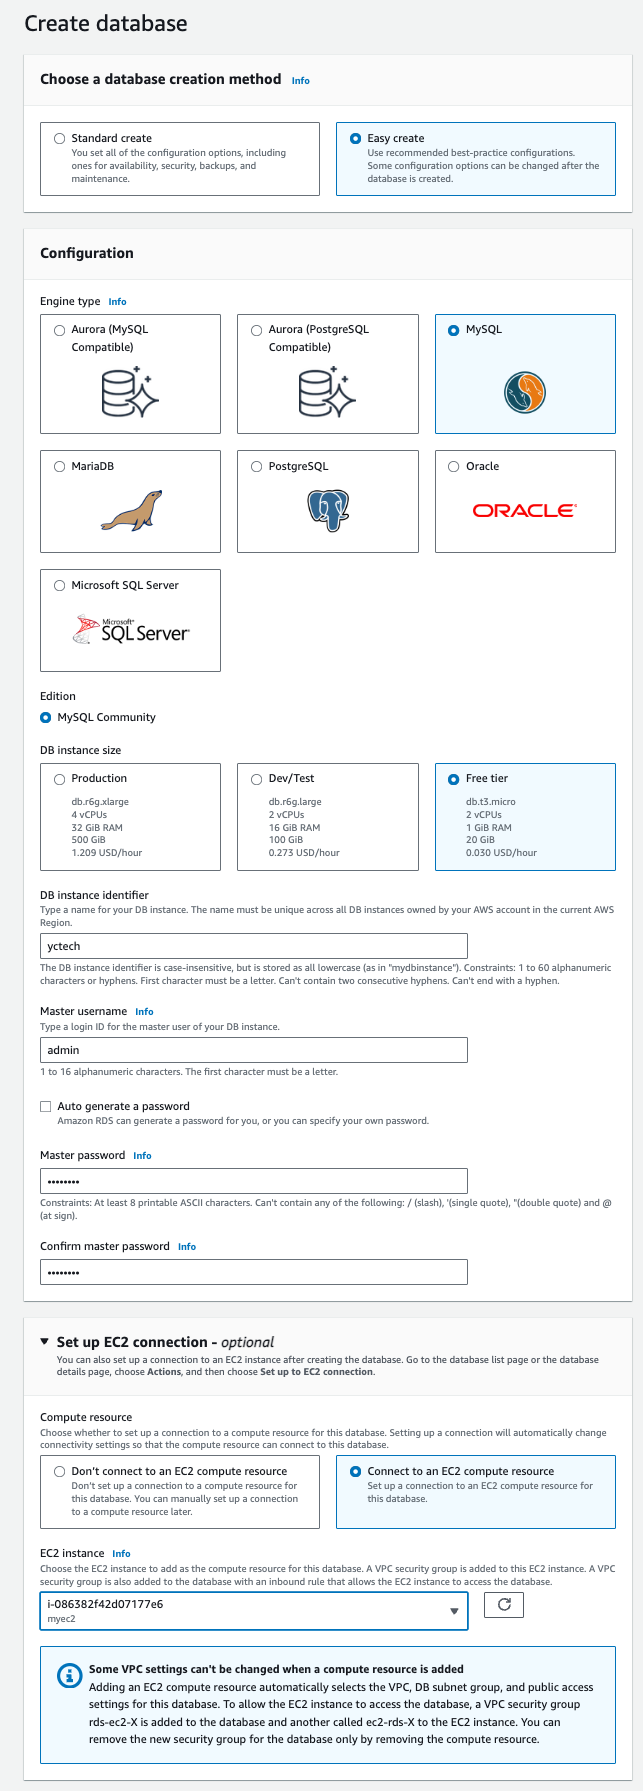 Create database
Choose a database creation method Info
Standard create
You set all of the configuration options, including
ones for availability, security, backups, and
maintenance.
Easy create
Use recommended best-practice configurations.
Some configuration options can be changed after the
database is created.
Configuration
Engine type Info
Aurora (MySQL
Compatible)
Aurora (PostgreSQL
Compatible)
MySQL
MariaDB
PostgreSQL
Oracle
ORACLE
Microsoft SQL Server
Microsoft
SQL Server
Edition
MySQL Community
DB instance size
Production
db.r6g.xlarge
4 vCPUs
32 GiB RAM
500 GiB
1.209 USD/hour
Dev/Test
db.r6g.large
2 vCPUs
16 GiB RAM
100 GiB
0.273 USD/hour
Free tier
db.t3.micro
2 vCPUs
1 GiB RAM
20 GiB
0.030 USD/hour
DB instance identifier
Type a name for your DB instance. The name must be unique across all DB instances owned by your AWS account in the current AWS
Region.
yctech
The DB instance identifier is case-insensitive, but is stored as all lowercase (as in "mydbinstance"). Constraints: 1 to 60 alphanumeric
characters or hyphens. First character must be a letter. Can't contain two consecutive hyphens. Can't end with a hyphen.
Master username Info
Type a login ID for the master user of your DB instance.
admin
1 to 16 alphanumeric characters. The first character must be a letter.
Auto generate a password
Amazon RDS can generate a password for you, or you can specify your own password.
Master password Info
••••••••
Constraints: At least 8 printable ASCII characters. Can't contain any of the following: / (slash), '(single quote), "(double quote) and @
(at sign).
Confirm master password Info
••••••••
Set up EC2 connection - optional
You can also set up a connection to an EC2 instance after creating the database. Go to the database list page or the database
details page, choose Actions, and then choose Set up to EC2 connection.
Compute resource
Choose whether to set up a connection to a compute resource for this database. Setting up a connection will automatically change
connectivity settings so that the compute resource can connect to this database.
Don't connect to an EC2 compute resource
Don't set up a connection to a compute resource for
this database. You can manually set up a connection
to a compute resource later.
Connect to an EC2 compute resource
Set up a connection to an EC2 compute resource for
this database.
EC2 instance Info
Choose the EC2 instance to add as the compute resource for this database. A VPC security group is added to this EC2 instance. A VPC
security group is also added to the database with an inbound rule that allows the EC2 instance to access the database.
i-086382f42d07177e6
myec2
Some VPC settings can't be changed when a compute resource is added
Adding an EC2 compute resource automatically selects the VPC, DB subnet group, and public access
settings for this database. To allow the EC2 instance to access the database, a VPC security group
rds-ec2-X is added to the database and another called ec2-rds-X to the EC2 instance. You can
remove the new security group for the database only by removing the compute resource.